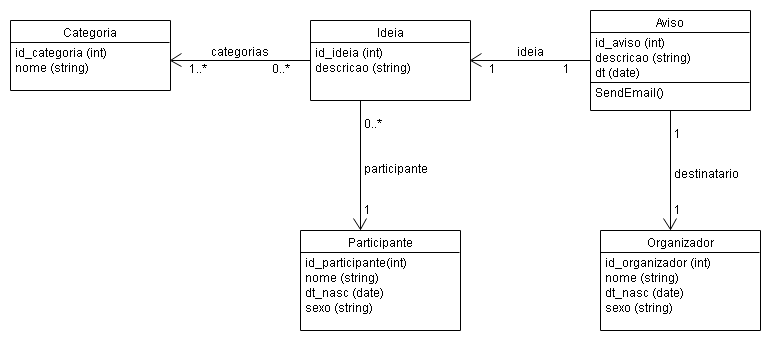 Categoria
id_categoria (int)
nome (string)
categorias
1..*
0..*
Ideia
id_ideia (int)
descricao (string)
ideia
1
1
Aviso
id_aviso (int)
descricao (string)
dt (date)
SendEmail()
0..*
participante
1
1
destinatario
1
Participante
id_participante(int)
nome (string)
dt_nasc (date)
sexo (string)
Organizador
id_organizador (int)
nome (string)
dt_nasc (date)
sexo (string)